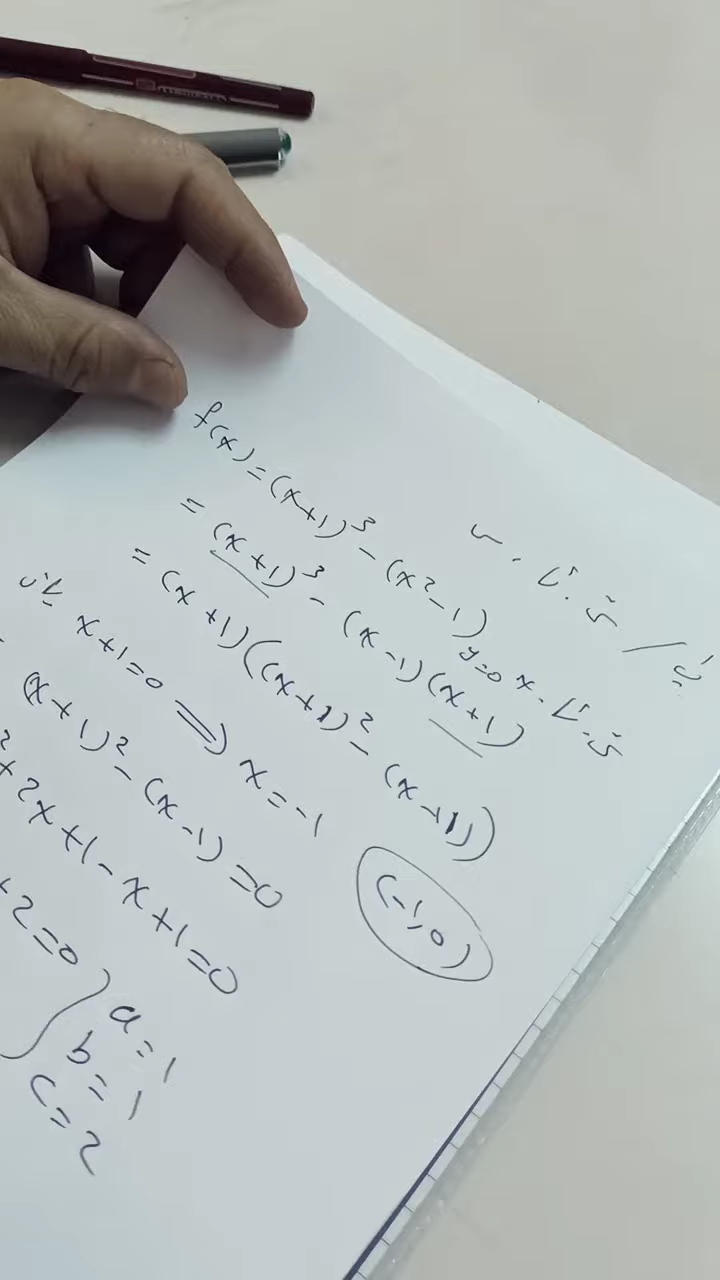 f(x) = (x+1)³ - (x²-1)
= (x+1)³ - (x-1)(x+1)
= (x+1)((x+1)² - (x-1))
x+1=0 ⟹ x=-1
(-1,0)
(x+1)² - (x-1) = 0
2x+1-x+1=0
+2=0
a=1
b=1
c=2
y=0 x